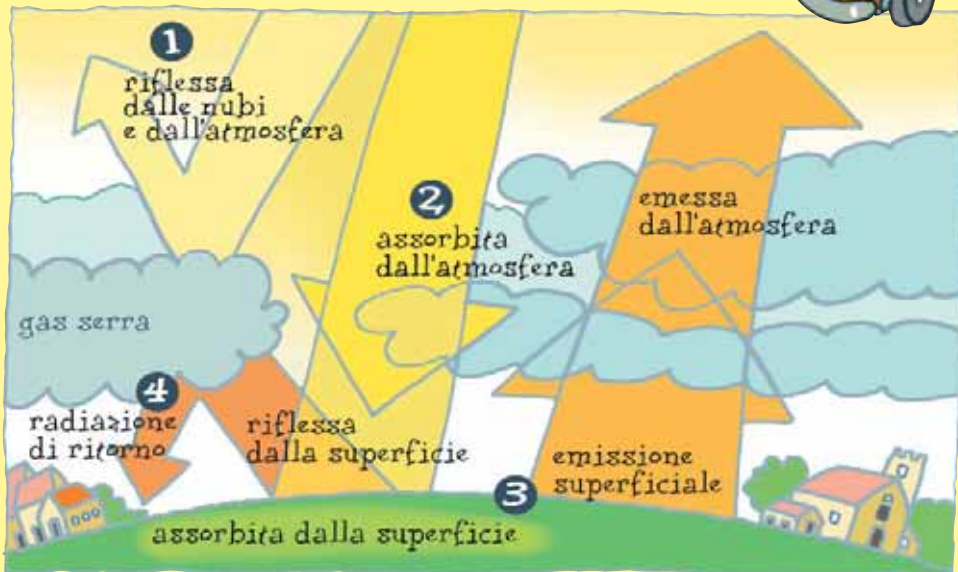 1
riflessa
dalle nubi
e dall'atmosfera
2
assorbita
dall'atmosfera
emessa
dall'atmosfera
gas serra
4
radiazione
di ritorno
riflessa
dalla superficie
3
emissione
superficiale
assorbita dalla superficie